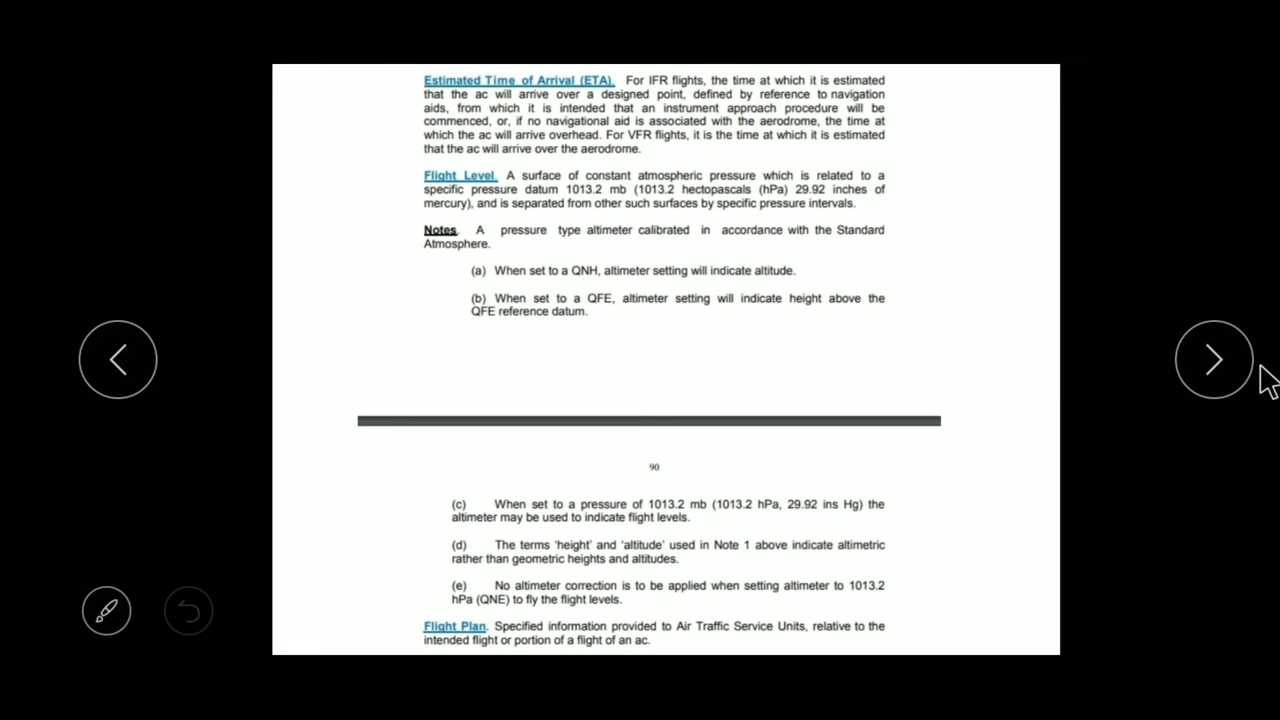 Estimated Time of Arrival (ETA). For IFR flights, the time at which it is estimated
that the ac will arrive over a designed point, defined by reference to navigation
aids, from which it is intended that an instrument approach procedure will be
commenced, or, if no navigational aid is associated with the aerodrome, the time at
which the ac will arrive overhead. For VFR flights, it is the time at which it is estimated
that the ac will arrive over the aerodrome.
Flight Level. A surface of constant atmospheric pressure which is related to a
specific pressure datum 1013.2 mb (1013.2 hectopascals (hPa) 29.92 inches of
mercury), and is separated from other such surfaces by specific pressure intervals.
Notes. A pressure type altimeter calibrated in accordance with the Standard
Atmosphere.
(a) When set to a QNH, altimeter setting will indicate altitude.
(b) When set to a QFE, altimeter setting will indicate height above the
QFE reference datum.
90
(c) When set to a pressure of 1013.2 mb (1013.2 hPa, 29.92 ins Hg) the
altimeter may be used to indicate flight levels.
(d) The terms 'height' and 'altitude' used in Note 1 above indicate altimetric
rather than geometric heights and altitudes.
(e) No altimeter correction is to be applied when setting altimeter to 1013.2
hPa (QNE) to fly the flight levels.
Flight Plan. Specified information provided to Air Traffic Service Units, relative to the
intended flight or portion of a flight of an ac.